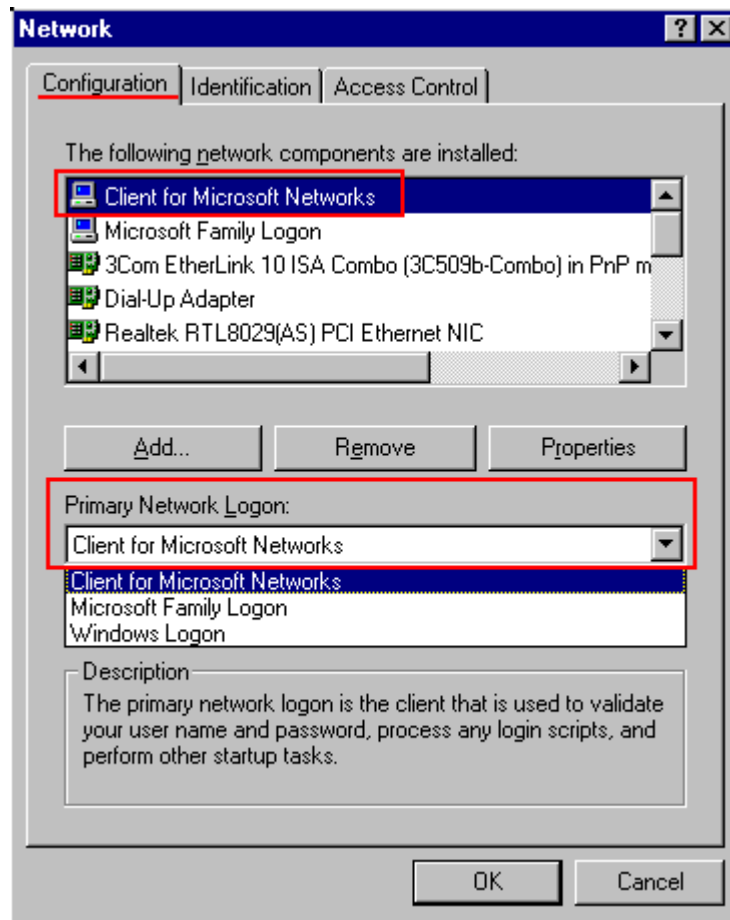 Network
Configuration Identification Access Control
The following network components are installed:
Client for Microsoft Networks
Microsoft Family Logon
3Com EtherLink 10 ISA Combo (3C509b-Combo) in PnP m
Dial-Up Adapter
Realtek RTL8029(AS) PCI Ethernet NIC
Add... Remove Properties
Primary Network Logon:
Client for Microsoft Networks
Client for Microsoft Networks
Microsoft Family Logon
Windows Logon
Description
The primary network logon is the client that is used to validate
your user name and password, process any login scripts, and
perform other startup tasks.
OK Cancel